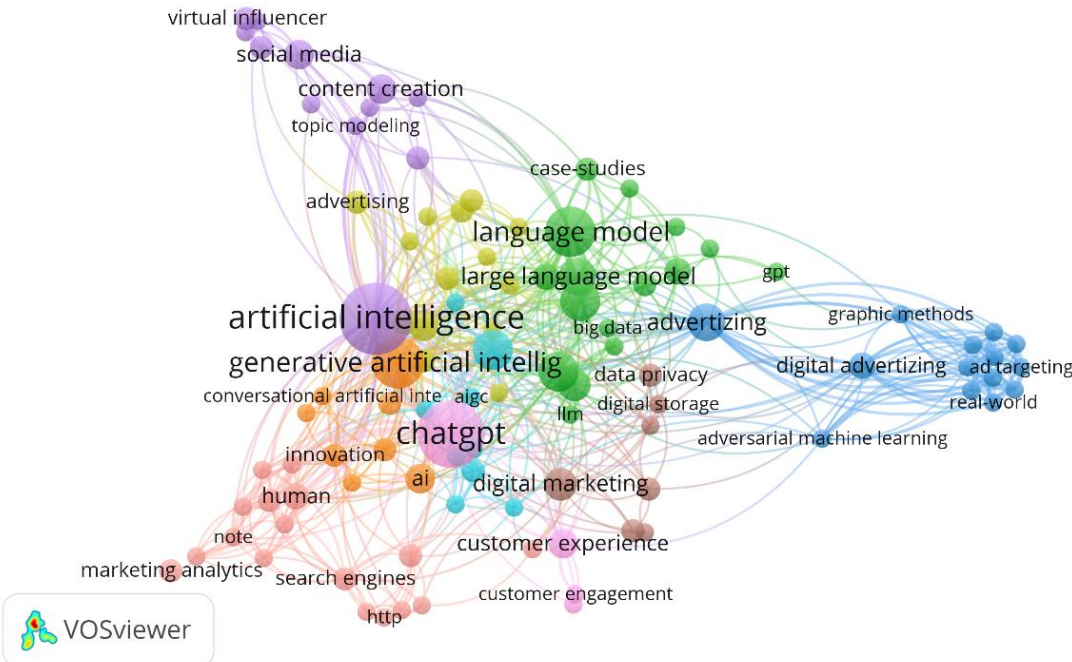 virtual influencer
social media
content creation
topic modeling
case-studies
advertising
language model
gpt
large language model
artificial intelligence
big data
advertizing
graphic methods
generative artificial intellig
data privacy
digital advertizing
ad targeting
conversational artificial inte
aigc
llm
digital storage
real-world
chatgpt
adversarial machine learning
innovation
ai
digital marketing
human
note
customer experience
marketing analytics
search engines
customer engagement
http
VOSviewer